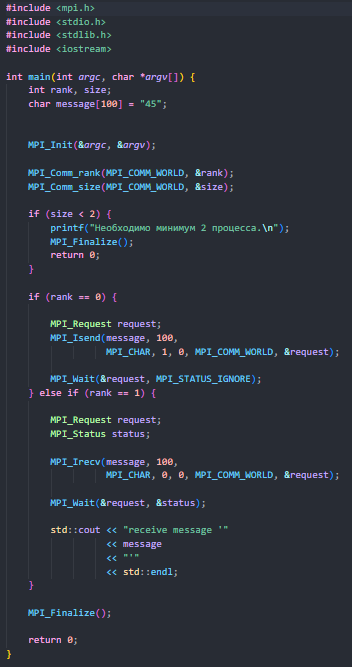 #include <mpi.h>
#include <stdio.h>
#include <stdlib.h>
#include <iostream>
int main(int argc, char *argv[]) {
    int rank, size;
    char message[100] = "45";
    MPI_Init(&argc, &argv);
    MPI_Comm_rank(MPI_COMM_WORLD, &rank);
    MPI_Comm_size(MPI_COMM_WORLD, &size);
    if (size < 2) {
        printf("Необходимо минимум 2 процесса.\n");
        MPI_Finalize();
        return 0;
    }
    if (rank == 0) {
        MPI_Request request;
        MPI_Isend(message, 100,
                MPI_CHAR, 1, 0, MPI_COMM_WORLD, &request);
        MPI_Wait(&request, MPI_STATUS_IGNORE);
    } else if (rank == 1) {
        MPI_Request request;
        MPI_Status status;
        MPI_Irecv(message, 100,
                MPI_CHAR, 0, 0, MPI_COMM_WORLD, &request);
        MPI_Wait(&request, &status);
        std::cout << "receive message '"
                << message
                << "'"
                << std::endl;
    }
    MPI_Finalize();
    return 0;
}